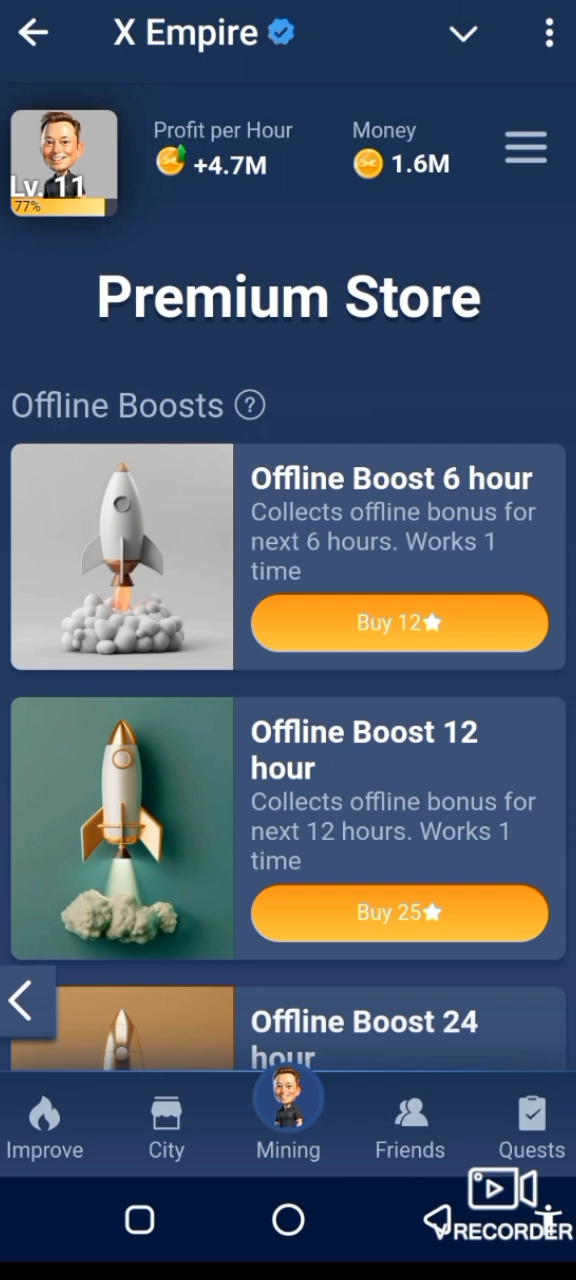 X Empire
Profit per Hour
Money
+4.7M
1.6M
Lv. 11
77%
Premium Store
Offline Boosts ?
Offline Boost 6 hour
Collects offline bonus for
next 6 hours. Works 1
time
Buy 12
Offline Boost 12
hour
Collects offline bonus for
next 12 hours. Works 1
time
Buy 25
Offline Boost 24
hour
Improve
City
Mining
Friends
Quests
VRECORDER